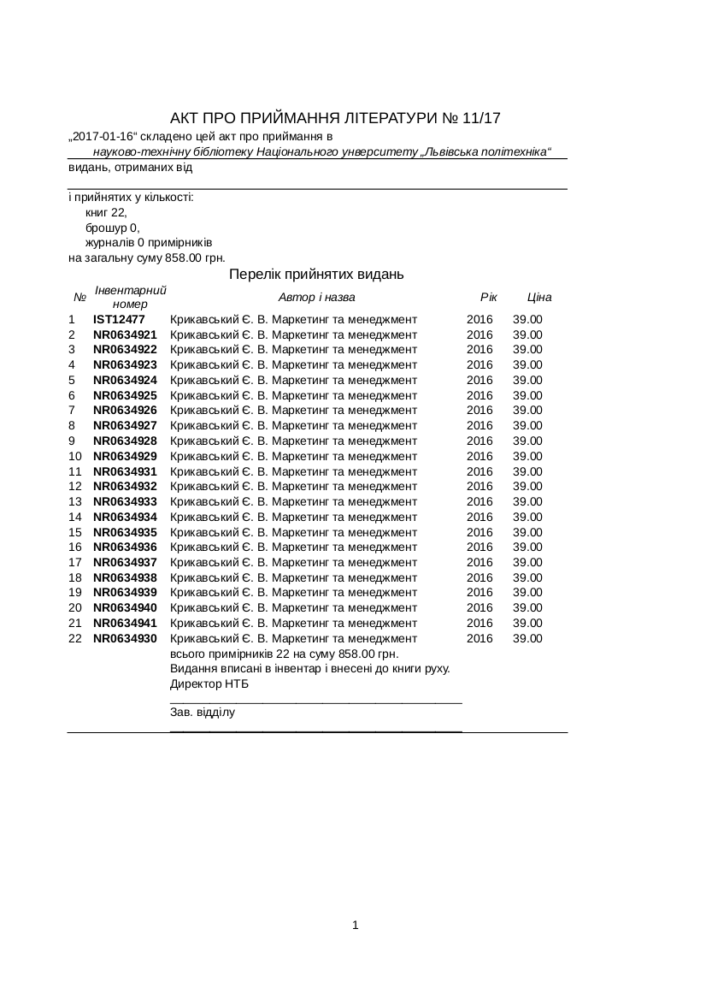 АКТ ПРО ПРИЙМАННЯ ЛІТЕРАТУРИ № 11/17
„2017-01-16“ складено цей акт про приймання в
науково-технічну бібліотеку Національного унверситету „Львівська політехніка“
видань, отриманих від
і прийнятих у кількості:
книг 22,
брошур 0,
журналів 0 примірників
на загальну суму 858.00 грн.
Перелік прийнятих видань
№ Інвентарний номер Автор і назва Рік Ціна
1 IST12477 Крикавський Є. В. Маркетинг та менеджмент 2016 39.00
2 NR0634921 Крикавський Є. В. Маркетинг та менеджмент 2016 39.00
3 NR0634922 Крикавський Є. В. Маркетинг та менеджмент 2016 39.00
4 NR0634923 Крикавський Є. В. Маркетинг та менеджмент 2016 39.00
5 NR0634924 Крикавський Є. В. Маркетинг та менеджмент 2016 39.00
6 NR0634925 Крикавський Є. В. Маркетинг та менеджмент 2016 39.00
7 NR0634926 Крикавський Є. В. Маркетинг та менеджмент 2016 39.00
8 NR0634927 Крикавський Є. В. Маркетинг та менеджмент 2016 39.00
9 NR0634928 Крикавський Є. В. Маркетинг та менеджмент 2016 39.00
10 NR0634929 Крикавський Є. В. Маркетинг та менеджмент 2016 39.00
11 NR0634931 Крикавський Є. В. Маркетинг та менеджмент 2016 39.00
12 NR0634932 Крикавський Є. В. Маркетинг та менеджмент 2016 39.00
13 NR0634933 Крикавський Є. В. Маркетинг та менеджмент 2016 39.00
14 NR0634934 Крикавський Є. В. Маркетинг та менеджмент 2016 39.00
15 NR0634935 Крикавський Є. В. Маркетинг та менеджмент 2016 39.00
16 NR0634936 Крикавський Є. В. Маркетинг та менеджмент 2016 39.00
17 NR0634937 Крикавський Є. В. Маркетинг та менеджмент 2016 39.00
18 NR0634938 Крикавський Є. В. Маркетинг та менеджмент 2016 39.00
19 NR0634939 Крикавський Є. В. Маркетинг та менеджмент 2016 39.00
20 NR0634940 Крикавський Є. В. Маркетинг та менеджмент 2016 39.00
21 NR0634941 Крикавський Є. В. Маркетинг та менеджмент 2016 39.00
22 NR0634930 Крикавський Є. В. Маркетинг та менеджмент 2016 39.00
всього примірників 22 на суму 858.00 грн.
Видання вписані в інвентар і внесені до книги руху.
Директор НТБ
Зав. відділу
1